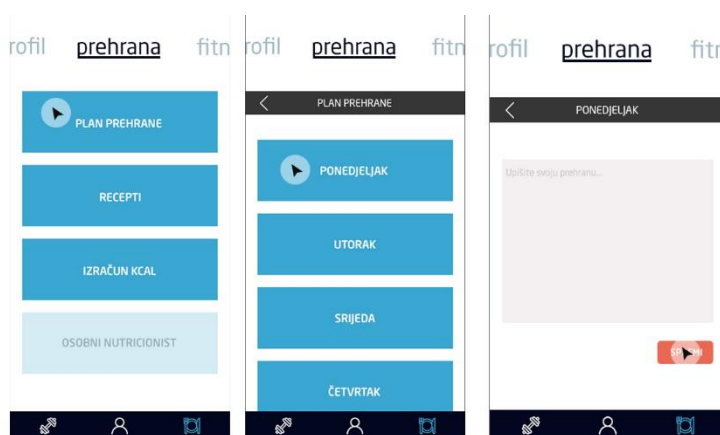 rofil prehrana fitn
PLAN PREHRANE
RECEPTI
IZRAČUN KCAL
OSOBNI NUTRICIONIST
rofil prehrana fitn
PLAN PREHRANE
PONEDJELJAK
UTORAK
SRIJEDA
ČETVRTAK
rofil prehrana fitn
PONEDJELJAK
Upišite svoju prehranu...